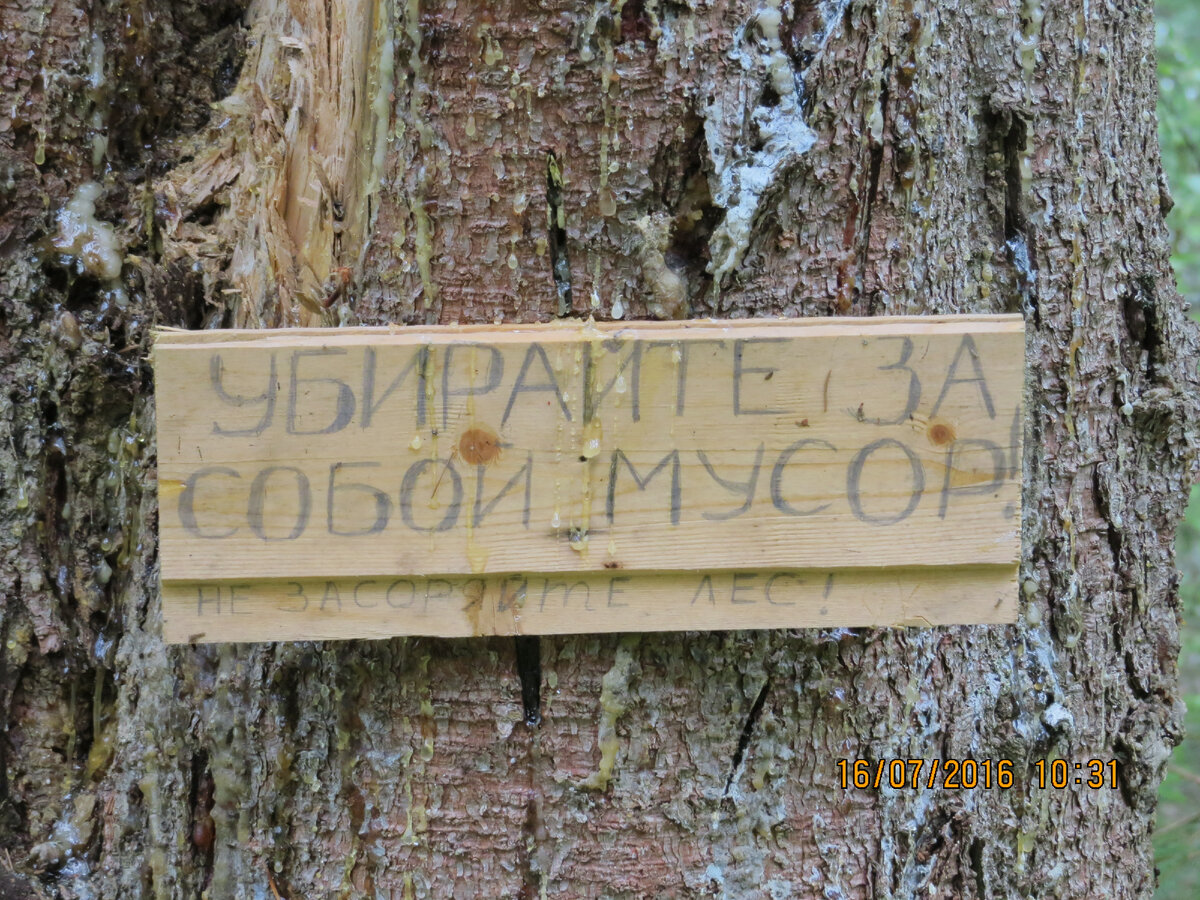 УБИРАЙТЕ ЗА
СОБОЙ МУСОР!
НЕ ЗАСОРЯЙТЕ ЛЕС!
16/07/2016 10:31